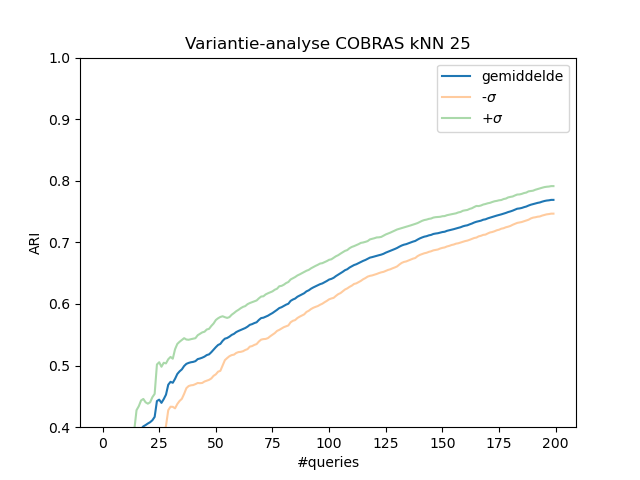 Variantie-analyse COBRAS kNN 25
1.0
0.9
0.8
0.7
0.6
0.5
0.4
ARI
gemiddelde
-σ
+σ
0 25 50 75 100 125 150 175 200
#queries